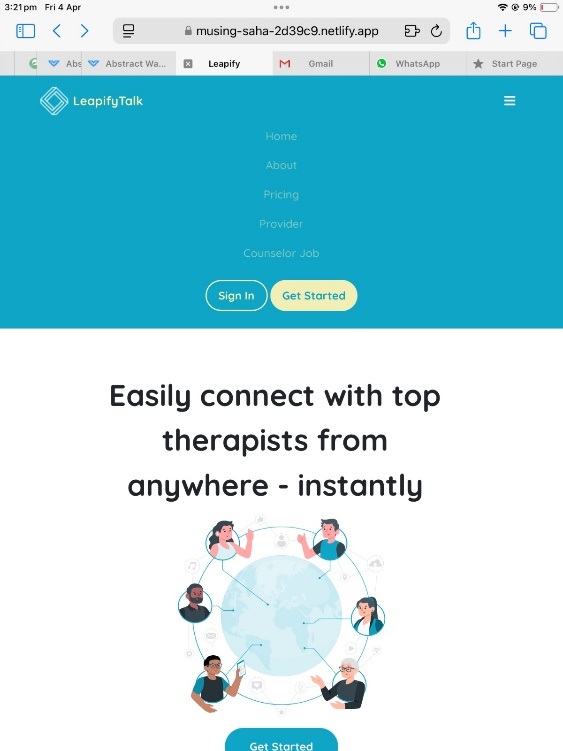 3:21 pm Fri 4 Apr
9%
musing-saha-2d39c9.netlify.app
Abs
Abstract Wa...
Leapify
Gmail
WhatsApp
Start Page
LeapifyTalk
Home
About
Pricing
Provider
Counselor Job
Sign In
Get Started
Easily connect with top
therapists from
anywhere - instantly
Get Started